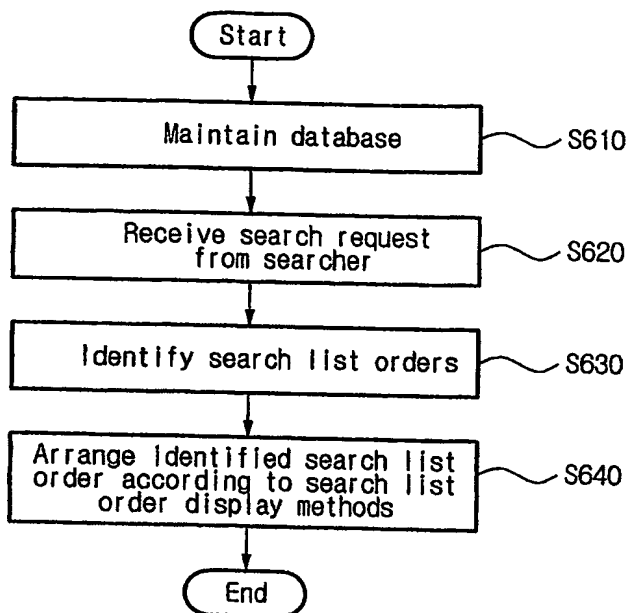 Start
Maintain database
S610
Receive search request
from searcher
S620
Identify search list orders
S630
Arrange identified search list
order according to search list
order display methods
S640
End